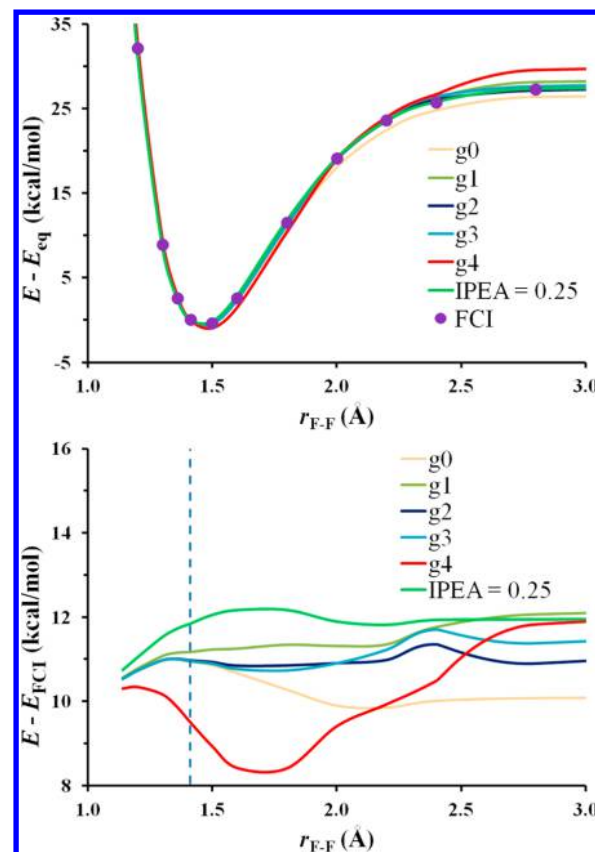 35
25
15
5
-5
E - Eeq (kcal/mol)
g0
g1
g2
g3
g4
IPEA = 0.25
FCI
1.0 1.5 2.0 2.5 3.0
rF-F (Å)
16
14
12
10
8
E - EFCI (kcal/mol)
g0
g1
g2
g3
g4
IPEA = 0.25
1.0 1.5 2.0 2.5 3.0
rF-F (Å)